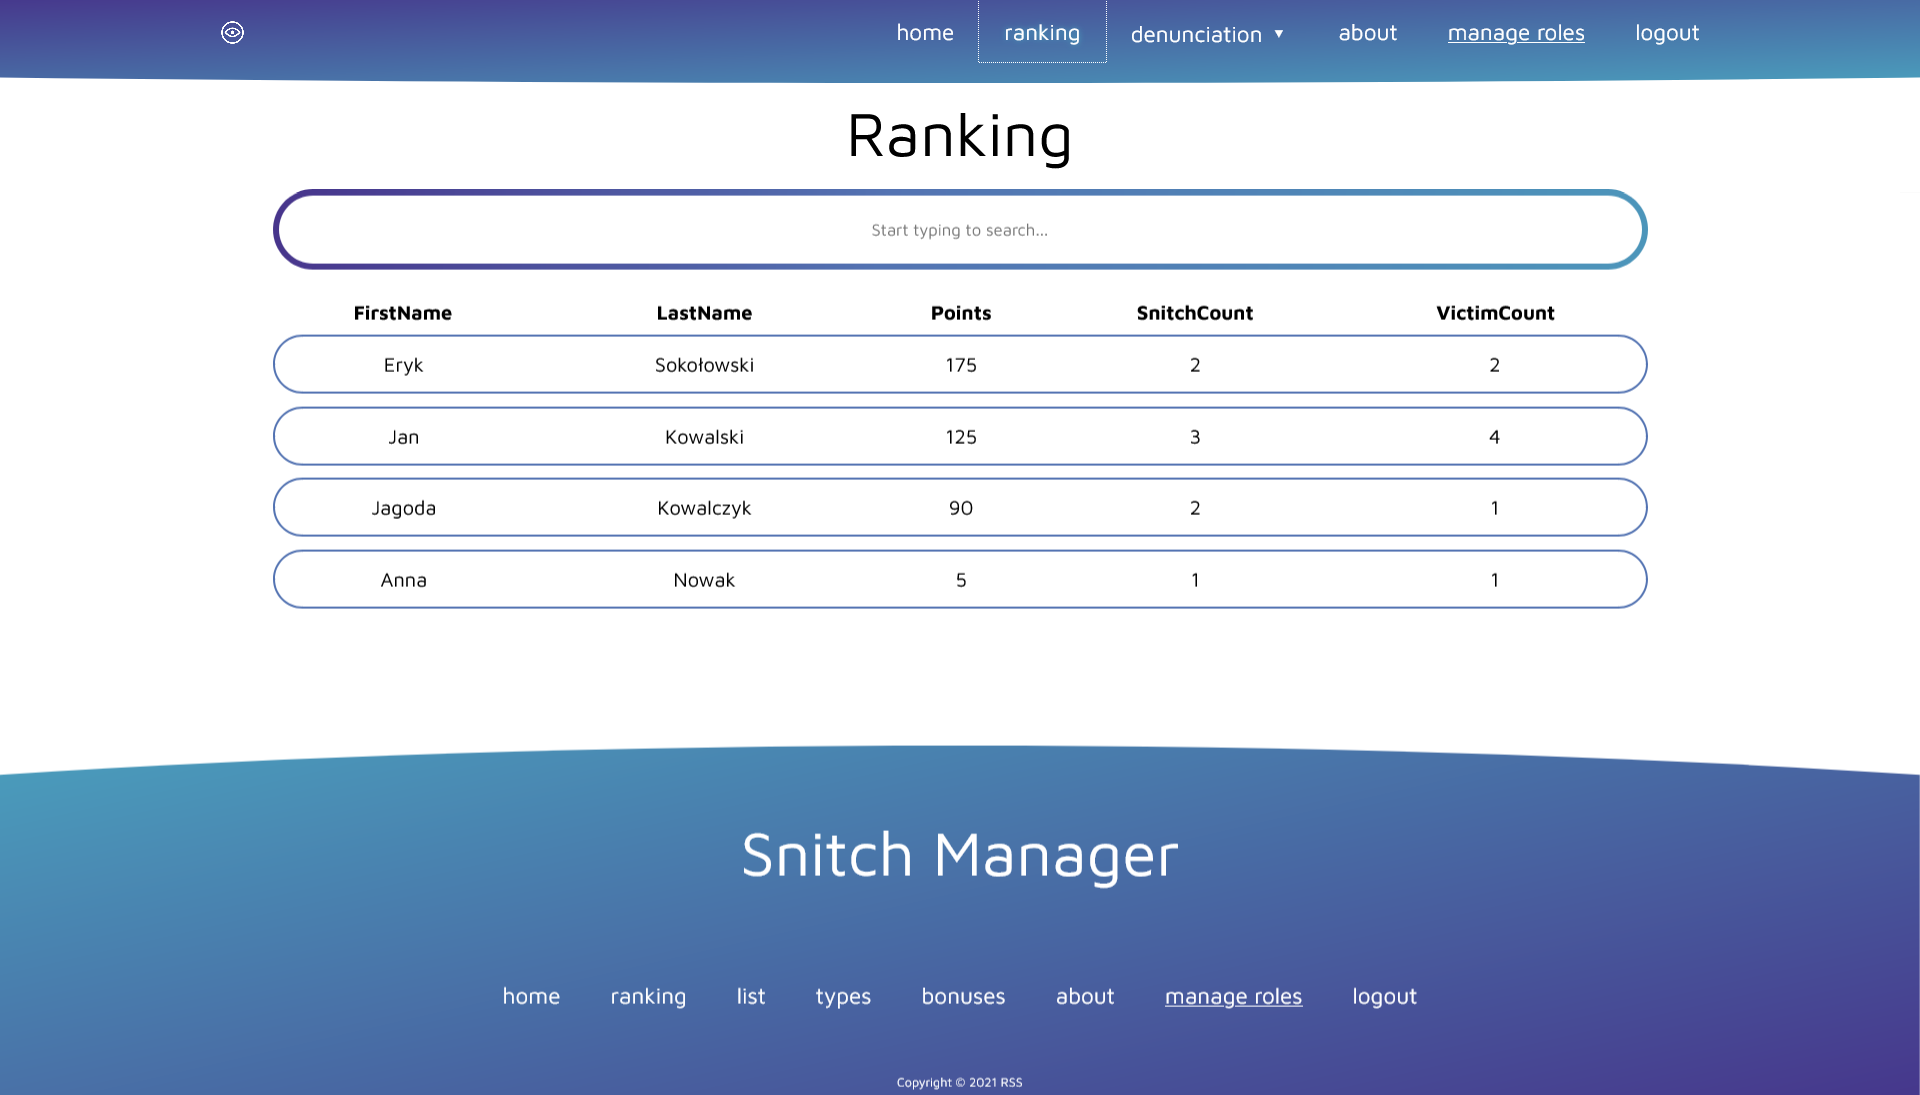 home ranking denunciation ▼ about manage roles logout
Ranking
Start typing to search...
FirstName LastName Points SnitchCount VictimCount
Eryk Sokołowski 175 2 2
Jan Kowalski 125 3 4
Jagoda Kowalczyk 90 2 1
Anna Nowak 5 1 1
Snitch Manager
home ranking list types bonuses about manage roles logout
Copyright © 2021 RSS